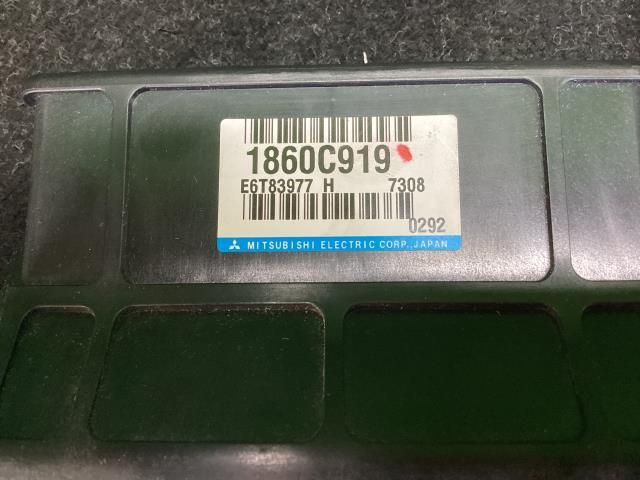 1860C919
E6T83977 H 7308
0292
MITSUBISHI ELECTRIC CORP., JAPAN